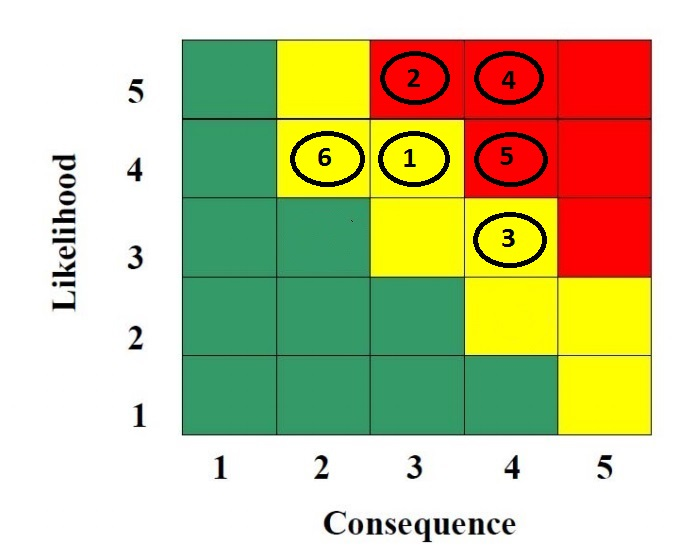 5 2 4
4 6 1 5
3 3
2
1
Likelihood
1 2 3 4 5
Consequence